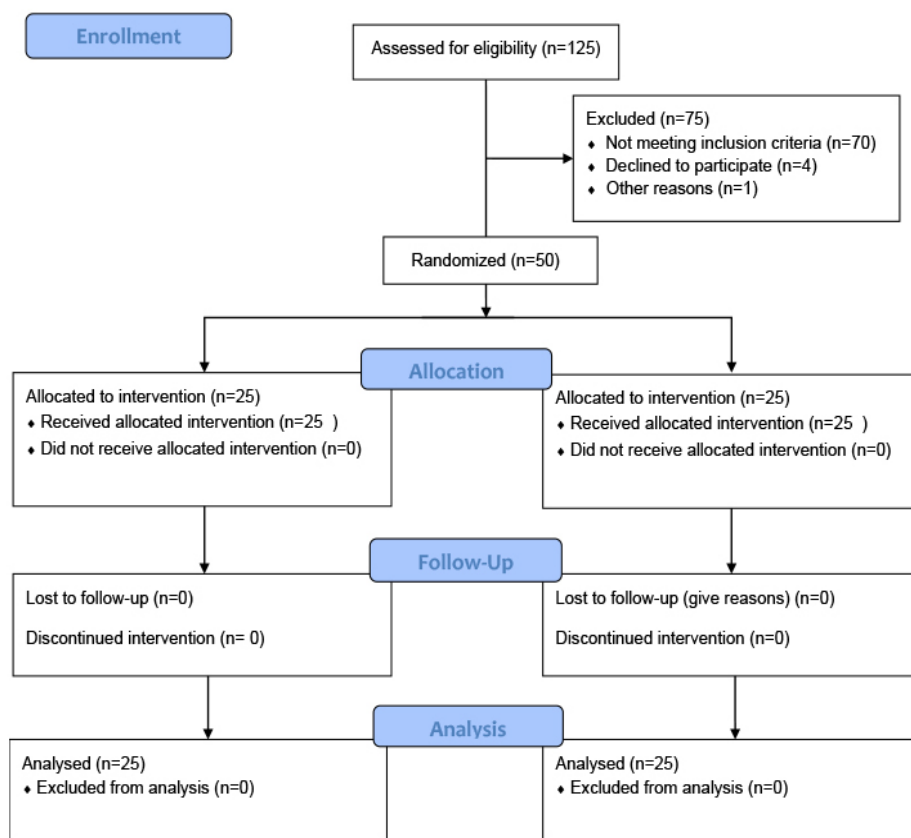 Enrollment
Assessed for eligibility (n=125)
Excluded (n=75)
♦ Not meeting inclusion criteria (n=70)
♦ Declined to participate (n=4)
♦ Other reasons (n=1)
Randomized (n=50)
Allocation
Allocated to intervention (n=25)
♦ Received allocated intervention (n=25 )
♦ Did not receive allocated intervention (n=0)
Allocated to intervention (n=25)
♦ Received allocated intervention (n=25 )
♦ Did not receive allocated intervention (n=0)
Follow-Up
Lost to follow-up (n=0)
Discontinued intervention (n= 0)
Lost to follow-up (give reasons) (n=0)
Discontinued intervention (n=0)
Analysis
Analysed (n=25)
♦ Excluded from analysis (n=0)
Analysed (n=25)
♦ Excluded from analysis (n=0)